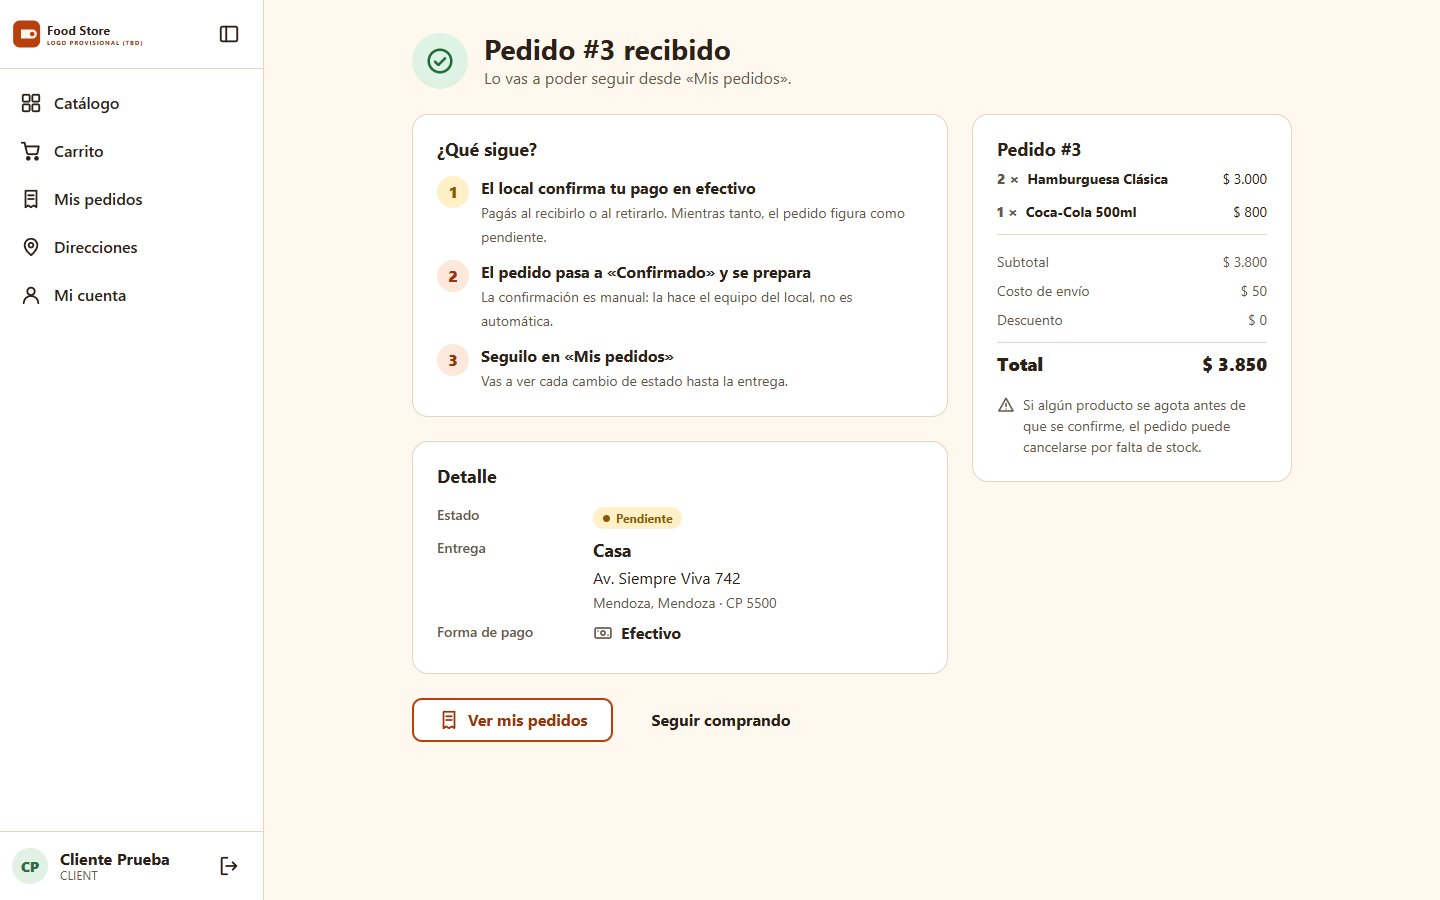 Food Store
LOGO PROVISIONAL (TBD)
Catálogo
Carrito
Mis pedidos
Direcciones
Mi cuenta
CP
Cliente Prueba
CLIENT
Pedido #3 recibido
Lo vas a poder seguir desde «Mis pedidos».
¿Qué sigue?
1
El local confirma tu pago en efectivo
Pagás al recibirlo o al retirarlo. Mientras tanto, el pedido figura como
pendiente.
2
El pedido pasa a «Confirmado» y se prepara
La confirmación es manual: la hace el equipo del local, no es
automática.
3
Seguilo en «Mis pedidos»
Vas a ver cada cambio de estado hasta la entrega.
Detalle
Estado
Pendiente
Entrega
Casa
Av. Siempre Viva 742
Mendoza, Mendoza · CP 5500
Forma de pago
Efectivo
Ver mis pedidos
Seguir comprando
Pedido #3
2 × Hamburguesa Clásica $ 3.000
1 × Coca-Cola 500ml $ 800
Subtotal $ 3.800
Costo de envío $ 50
Descuento $ 0
Total $ 3.850
Si algún producto se agota antes de
que se confirme, el pedido puede
cancelarse por falta de stock.